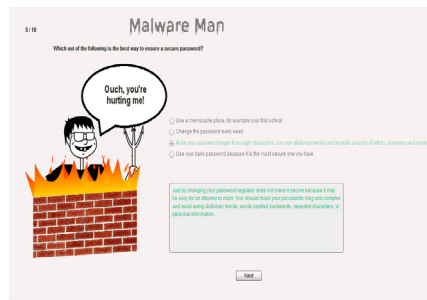 5 | 10
Malware Man
Which out of the following is the best way to ensure a secure password?
Ouch, you're
hurting me!
Use a memorable place, for example your first school
Change the password every week
Make your password longer than eight characters, use non dictionary words and include a variety of letters, numbers and
Use your bank password because it is the most secure one you have
Just by changing your password regularly does not make it secure because it may
be easy for an attacker to crack. You should make your passwords long and complex
and avoid using dictionary words, words spelled backwards, repeated characters, or
personal information.
Next